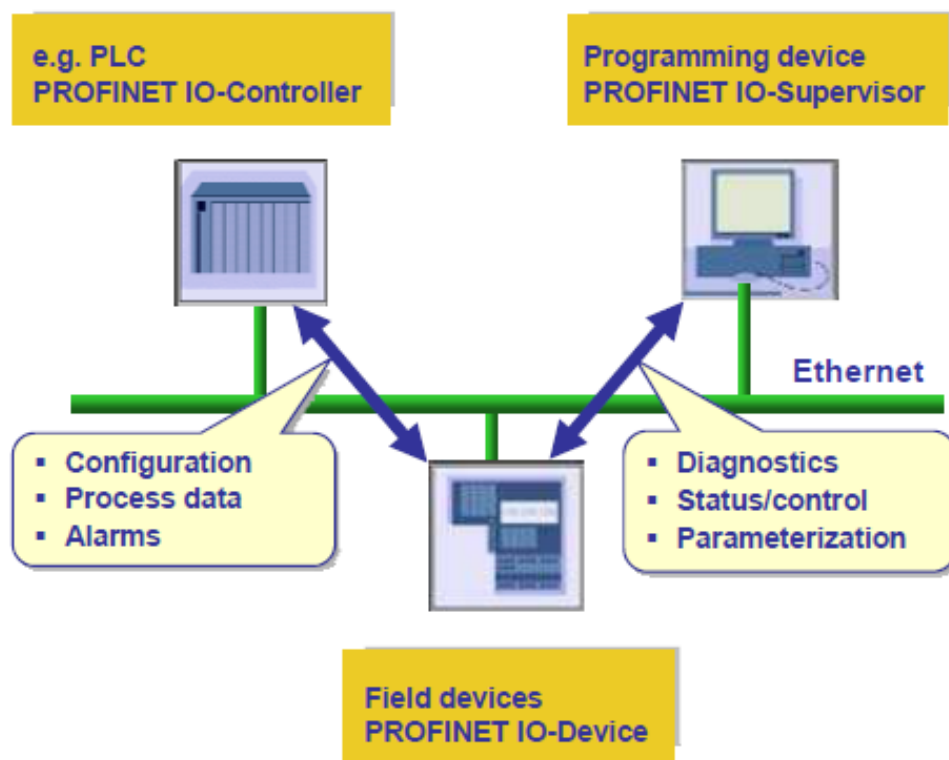 e.g. PLC
PROFINET IO-Controller
Programming device
PROFINET IO-Supervisor
Ethernet
▪ Configuration
▪ Process data
▪ Alarms
▪ Diagnostics
▪ Status/control
▪ Parameterization
Field devices
PROFINET IO-Device